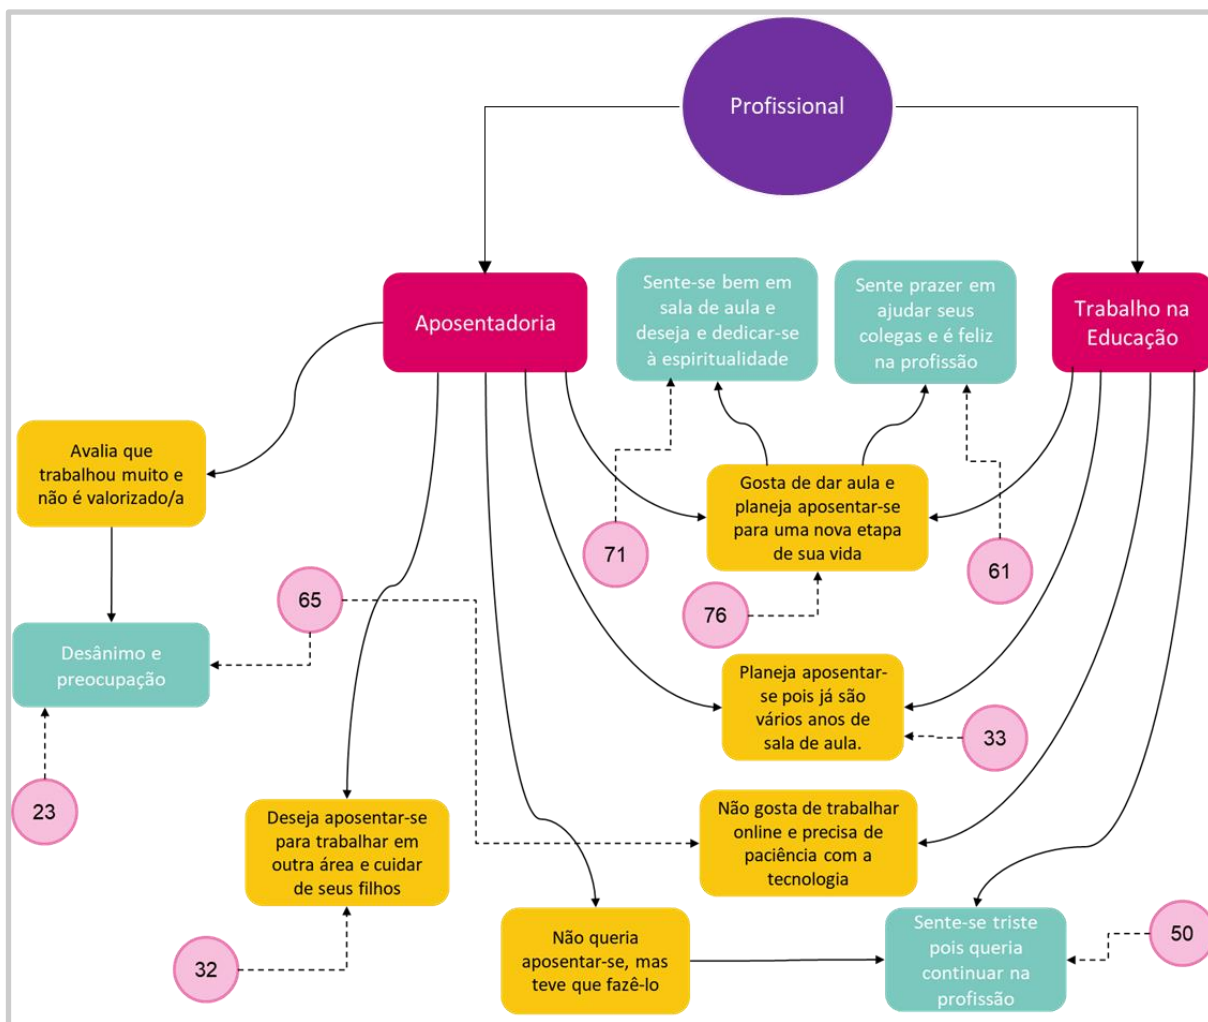 Profissional
Aposentadoria
Sente-se bem em
sala de aula e
deseja e dedicar-se
à espiritualidade
Sente prazer em
ajudar seus
colegas e é feliz
na profissão
Trabalho na
Educação
Avalia que
trabalhou muito e
não é valorizado/a
Gosta de dar aula e
planeja aposentar-se
para uma nova etapa
de sua vida
71
61
65
76
Desânimo e
preocupação
Planeja aposentar-
se pois já são
vários anos de
sala de aula.
33
23
Deseja aposentar-se
para trabalhar em
outra área e cuidar
de seus filhos
Não gosta de trabalhar
online e precisa de
paciência com a
tecnologia
32
Não queria
aposentar-se, mas
teve que fazê-lo
Sente-se triste
pois queria
continuar na
profissão
50